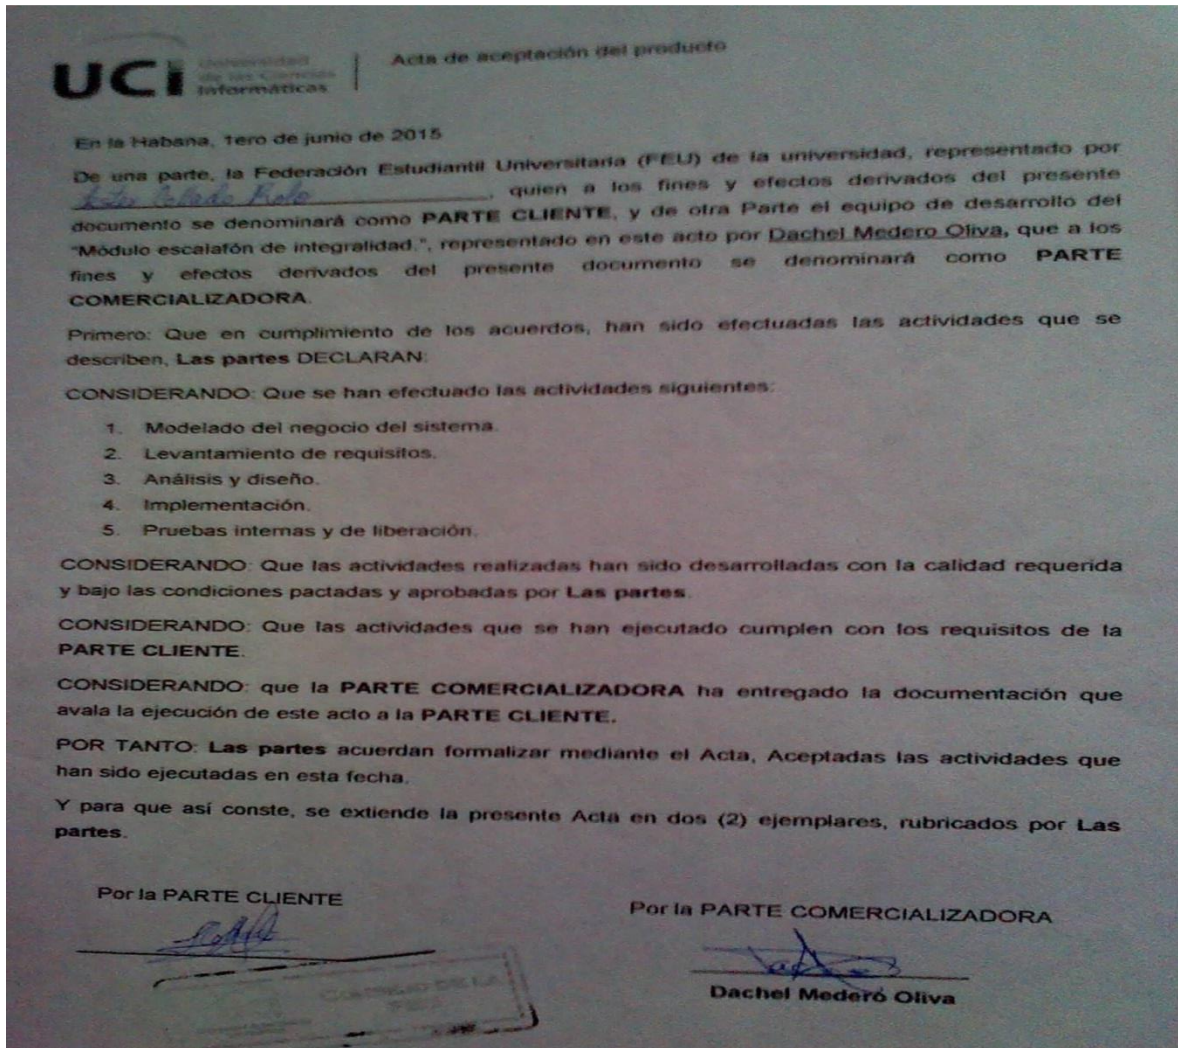 UCi Universidad
de las Ciencias
Informáticas
Acta de aceptación del producto
En la Habana, 1ero de junio de 2015
De una parte, la Federación Estudiantil Universitaria (FEU) de la universidad, representado por
, quien a los fines y efectos derivados del presente
documento se denominará como PARTE CLIENTE, y de otra Parte el equipo de desarrollo del
"Módulo escalafón de integralidad.", representado en este acto por Dachel Medero Oliva, que a los
fines y efectos derivados del presente documento se denominará como PARTE
COMERCIALIZADORA.
Primero: Que en cumplimiento de los acuerdos, han sido efectuadas las actividades que se
describen, Las partes DECLARAN:
CONSIDERANDO: Que se han efectuado las actividades siguientes:
1. Modelado del negocio del sistema.
2. Levantamiento de requisitos.
3. Análisis y diseño.
4. Implementación.
5. Pruebas internas y de liberación.
CONSIDERANDO: Que las actividades realizadas han sido desarrolladas con la calidad requerida
y bajo las condiciones pactadas y aprobadas por Las partes.
CONSIDERANDO: Que las actividades que se han ejecutado cumplen con los requisitos de la
PARTE CLIENTE.
CONSIDERANDO: que la PARTE COMERCIALIZADORA ha entregado la documentación que
avala la ejecución de este acto a la PARTE CLIENTE.
POR TANTO: Las partes acuerdan formalizar mediante el Acta, Aceptadas las actividades que
han sido ejecutadas en esta fecha.
Y para que así conste, se extiende la presente Acta en dos (2) ejemplares, rubricados por Las
partes.
Por la PARTE CLIENTE
Por la PARTE COMERCIALIZADORA
Dachel Medero Oliva
CONSEJO DE LA
FEU